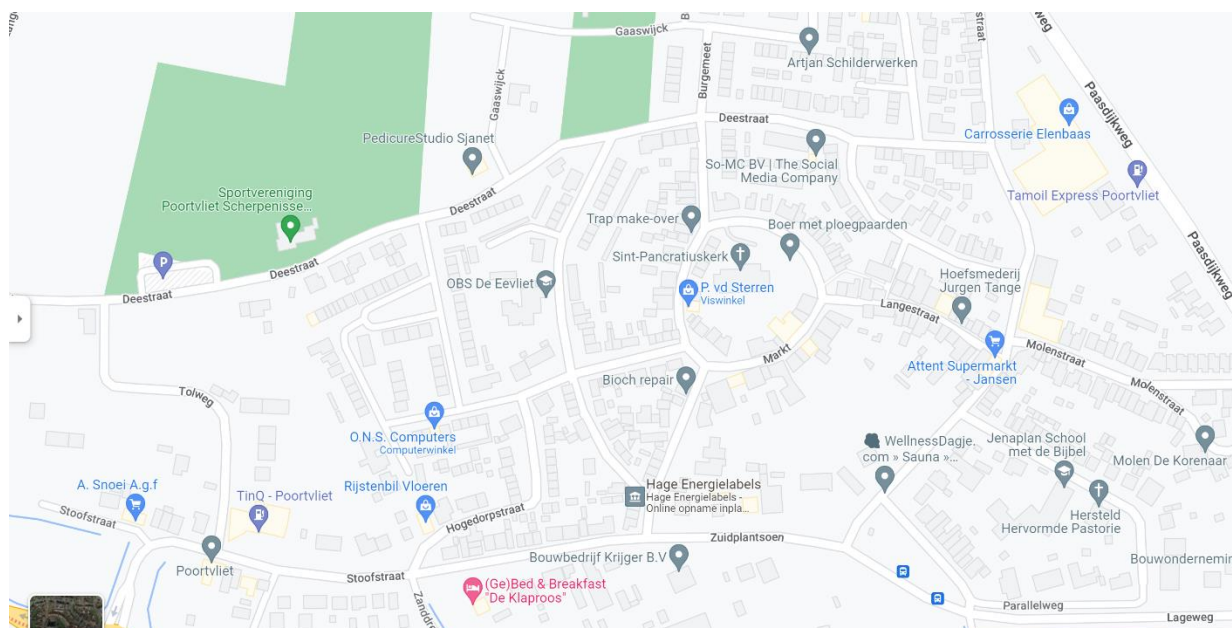 Gaaswijck
Artjan Schilderwerken
Burgemeet
Gaaswijck
Paasdijkweg
Deestraat
Carrosserie Elenbaas
PedicureStudio Sjanet
So-MC BV | The Social
Media Company
Tamoil Express Poortvliet
Sportvereniging
Poortvliet Scherpenisse...
Deestraat
Trap make-over
Boer met ploegpaarden
Paasdijkweg
Sint-Pancratiuskerk
Deestraat
P
Hoefsmederij
Jurgen Tange
OBS De Eevliet
P. vd Sterren
Viswinkel
Deestraat
Langestraat
Molenstraat
Markt
Attent Supermarkt
- Jansen
Bioch repair
Tolweg
Molenstraat
O.N.S. Computers
Computerwinkel
WellnessDagje.
com » Sauna »...
Jenaplan School
met de Bijbel
Molen De Korenaar
A. Snoei A.g.f
TinQ - Poortvliet
Rijstenbil Vloeren
Hage Energielabels
Hage Energielabels -
Online opname inpla...
Stoofstraat
Hogedorpstraat
Hersteld
Hervormde Pastorie
Zuidplantsoen
Poortvliet
Bouwbedrijf Krijger B.V
Bouwondernemin
Stoofstraat
(Ge)Bed & Breakfast
"De Klaproos"
Zanddre
Parallelweg
Lageweg